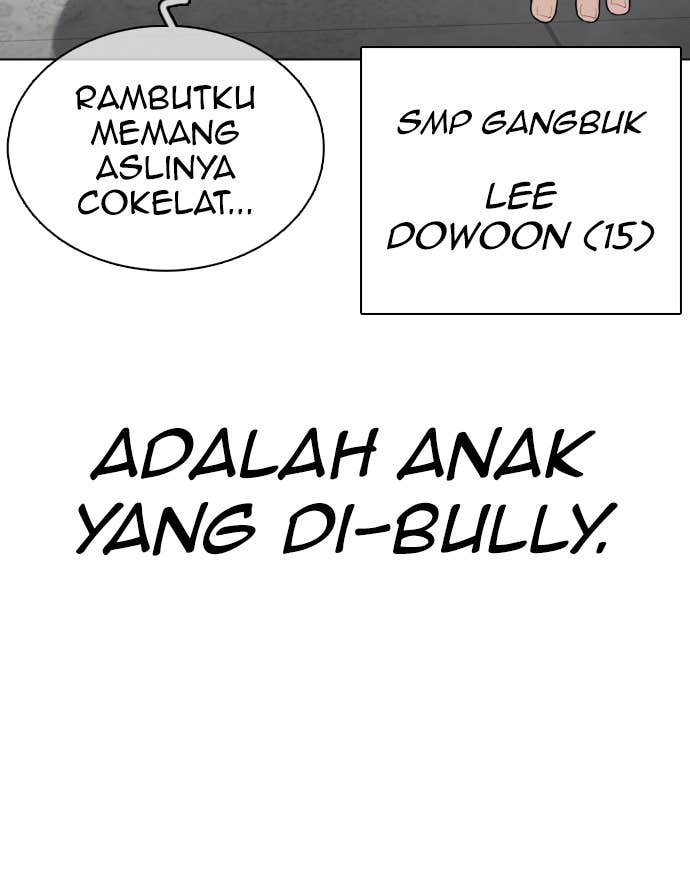 RAMBUTKU
MEMANG
ASLINYA
COKELAT...
SMP GANGBUK
LEE
DOWOON (15)
ADALAH ANAK
YANG DI-BULLY.